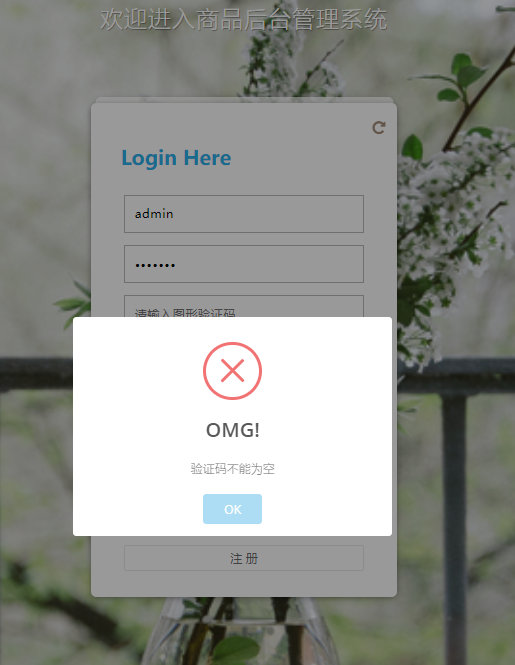 欢迎进入商品后台管理系统
Login Here
admin
•••••••
请输入图形验证码
OMG!
验证码不能为空
OK
注 册